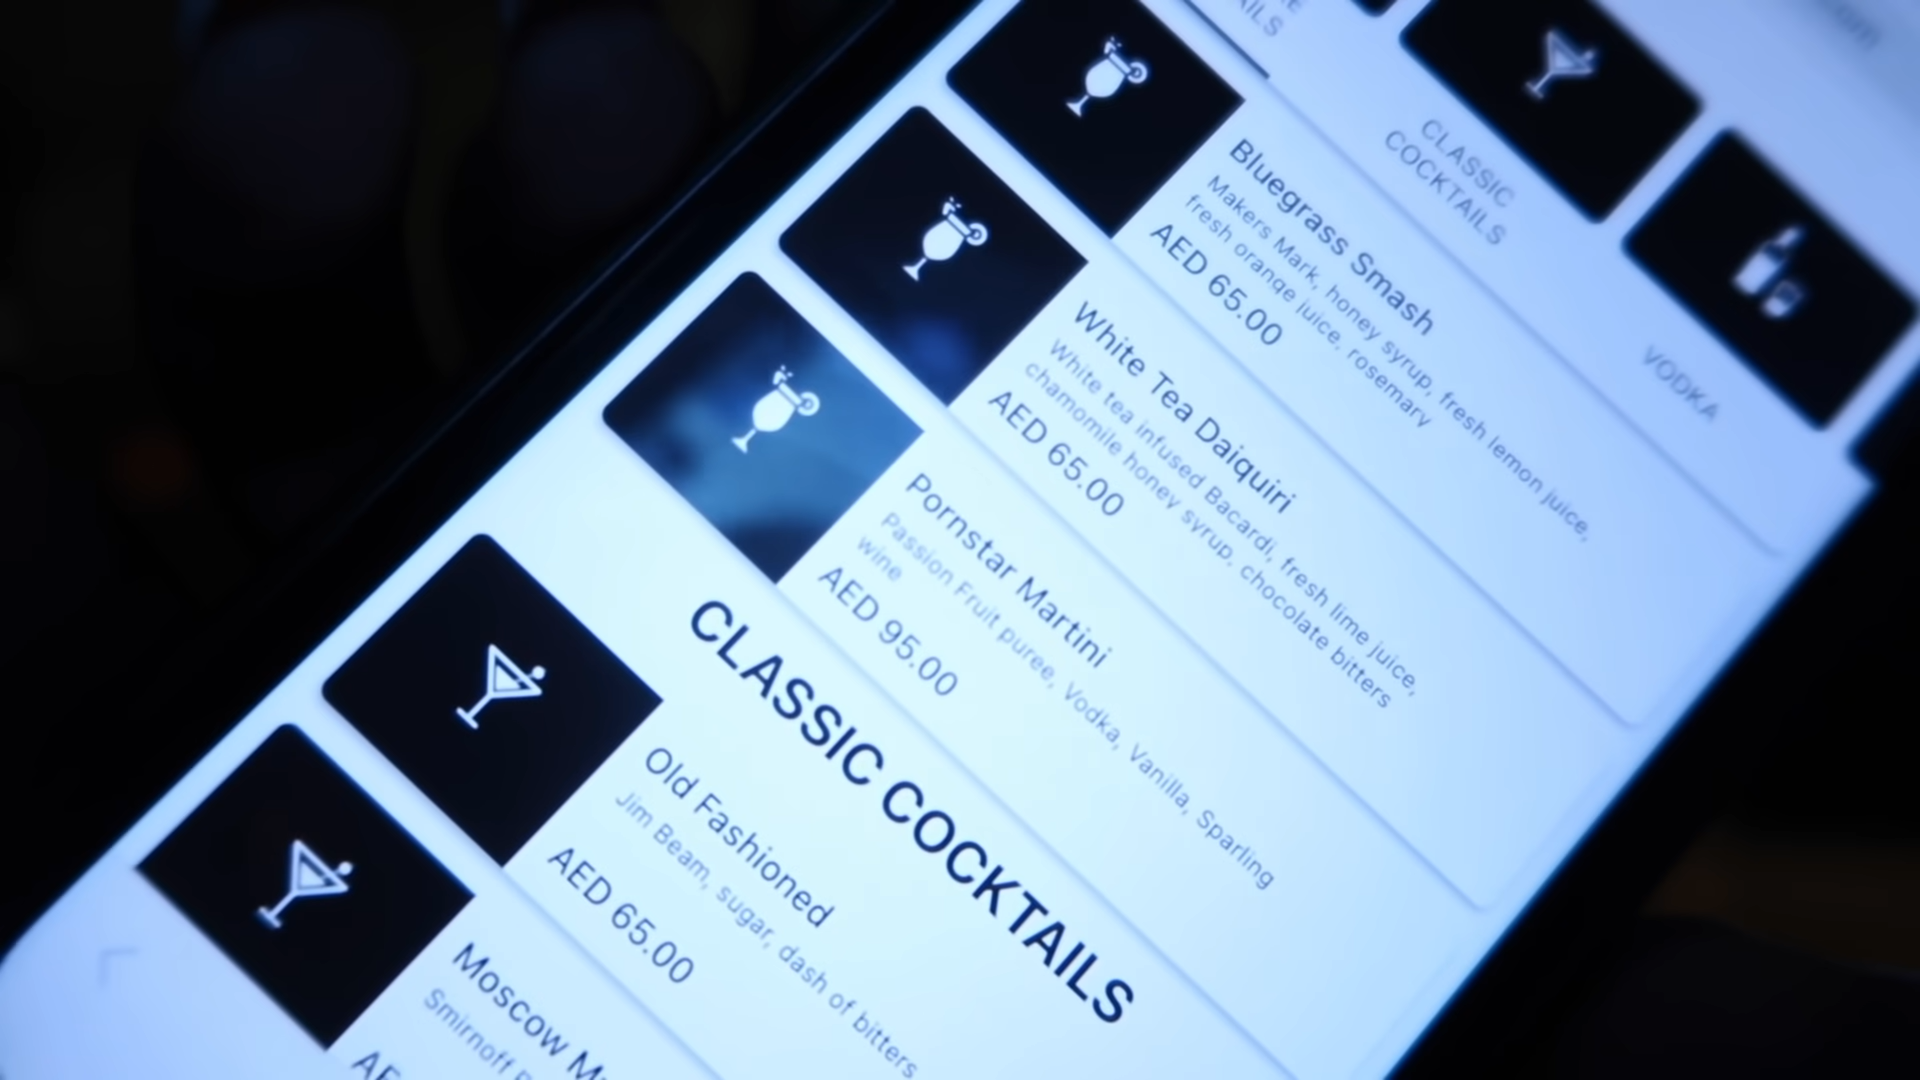 AILS
CLASSIC
COCKTAILS
VODKA
Bluegrass Smash
Makers Mark, honey syrup, fresh lemon juice,
fresh orange juice, rosemary
AED 65.00
White Tea Daiquiri
White tea infused Bacardi, fresh lime juice,
chamomile honey syrup, chocolate bitters
AED 65.00
Pornstar Martini
Passion Fruit puree, Vodka, Vanilla, Sparling
wine
AED 95.00
CLASSIC COCKTAILS
Old Fashioned
Jim Beam, sugar, dash of bitters
AED 65.00
Moscow
Smirnoff